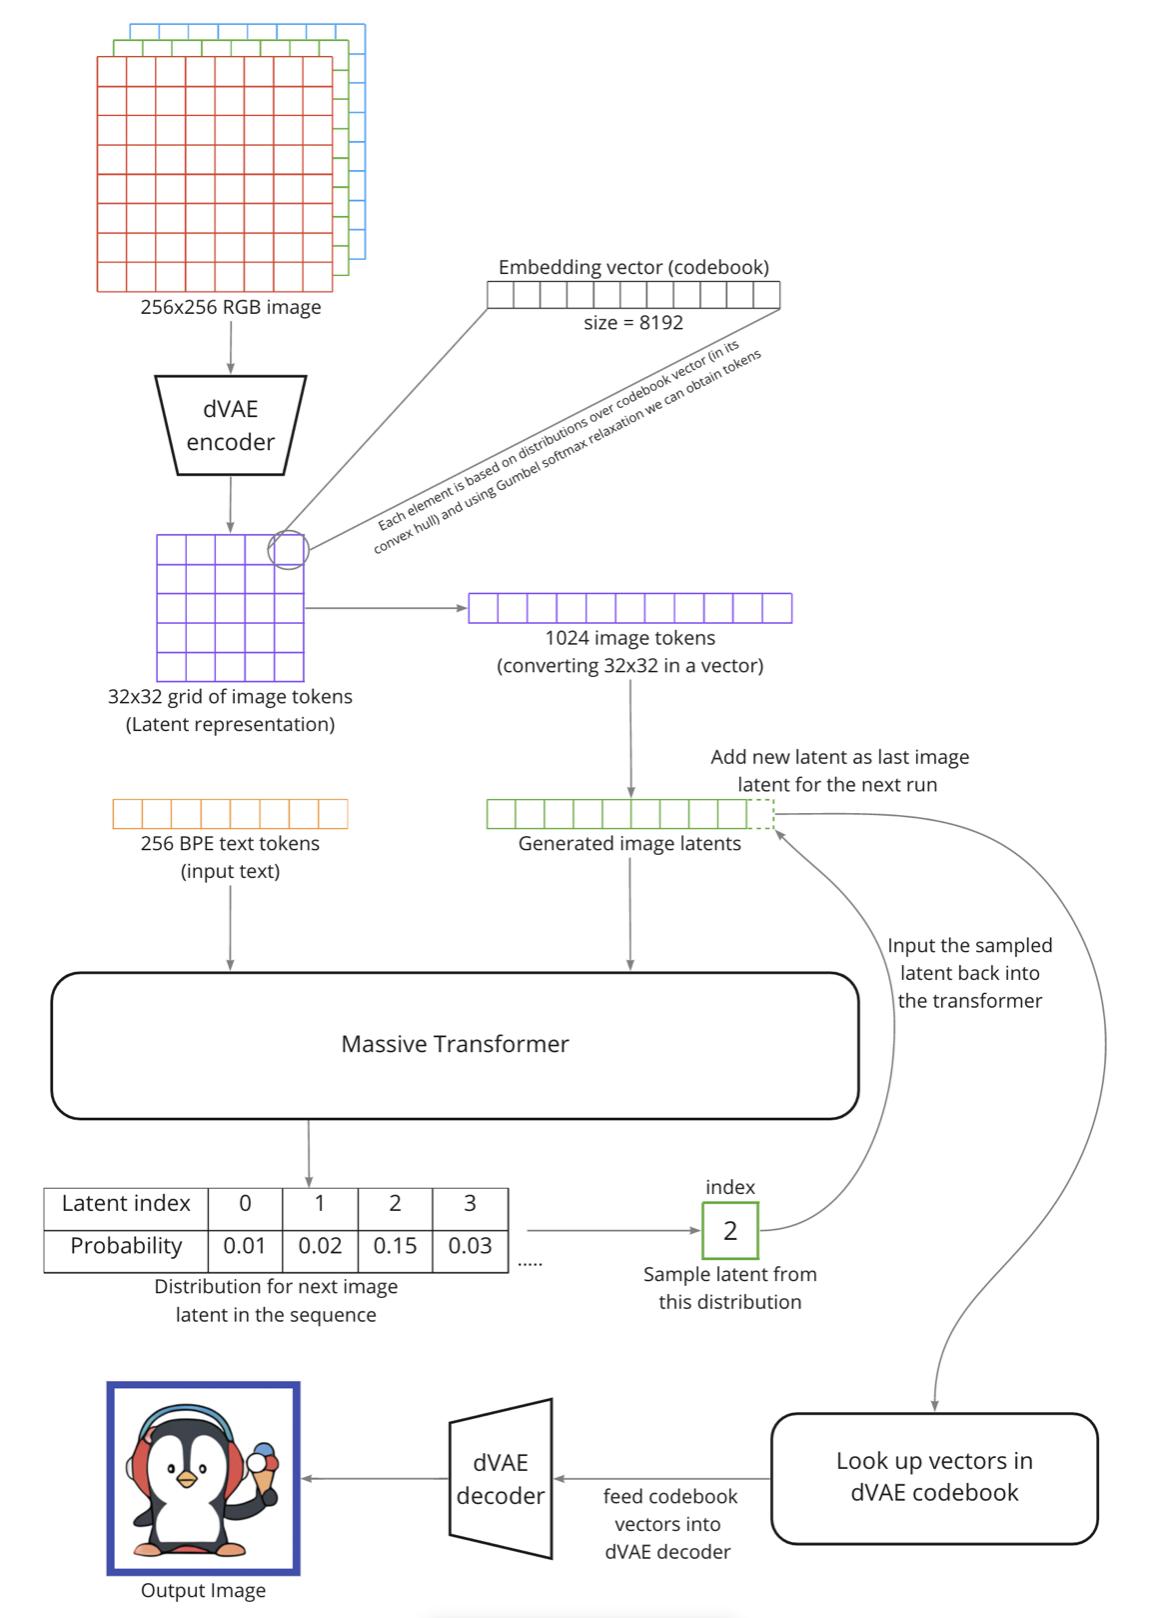 256x256 RGB image
Embedding vector (codebook)
size = 8192
dVAE
encoder
Each element is based on distributions over codebook vector (in its
convex hull) and using Gumbel softmax relaxation we can obtain tokens
32x32 grid of image tokens
(Latent representation)
1024 image tokens
(converting 32x32 in a vector)
Add new latent as last image
latent for the next run
256 BPE text tokens
(input text)
Generated image latents
Input the sampled
latent back into
the transformer
Massive Transformer
Latent index 0 1 2 3
Probability 0.01 0.02 0.15 0.03 .....
Distribution for next image
latent in the sequence
index
2
Sample latent from
this distribution
Look up vectors in
dVAE codebook
feed codebook
vectors into
dVAE decoder
dVAE
decoder
Output Image